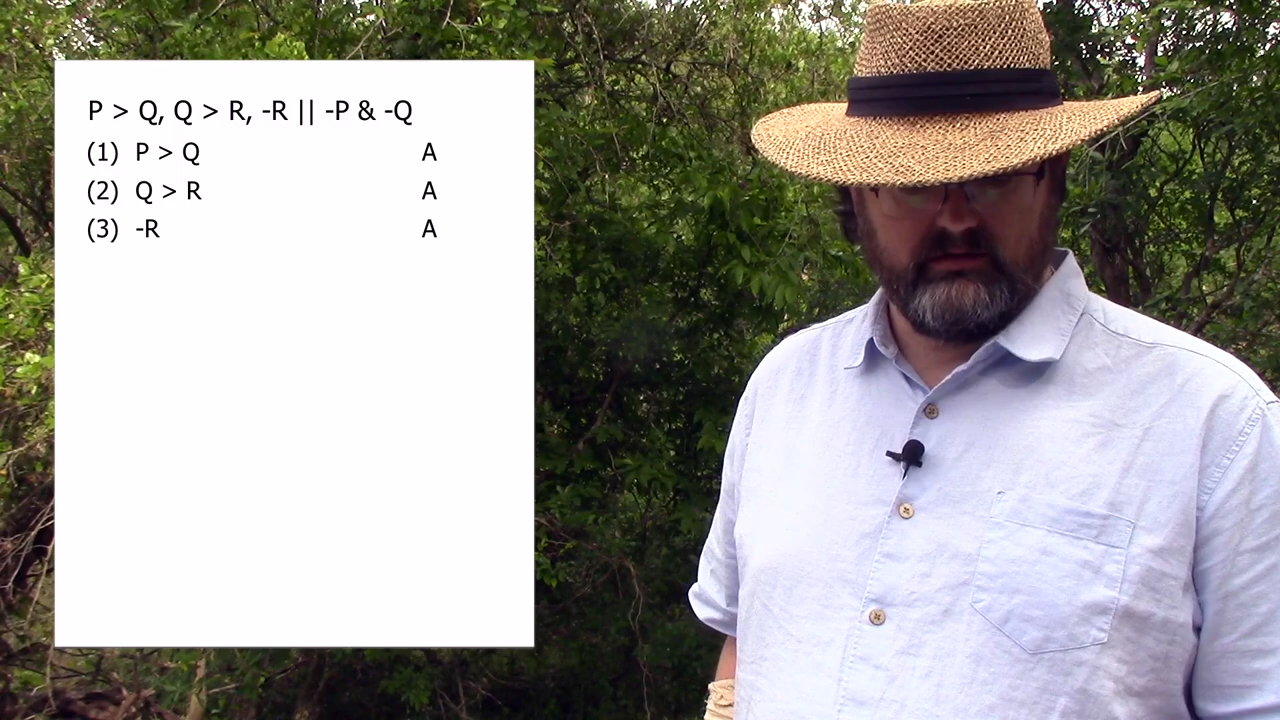 P > Q, Q > R, -R || -P & -Q
(1) P > Q A
(2) Q > R A
(3) -R A